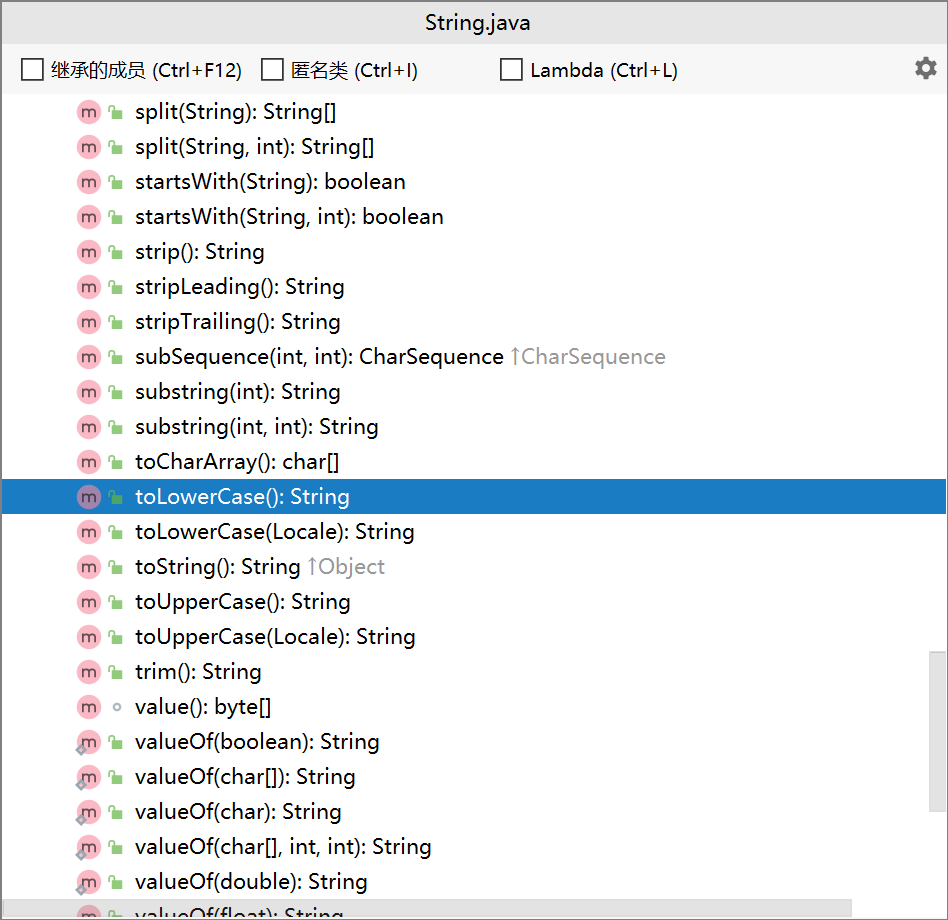 String.java
继承的成员 (Ctrl+F12) 匿名类 (Ctrl+I) Lambda (Ctrl+L)
m split(String): String[]
m split(String, int): String[]
m startsWith(String): boolean
m startsWith(String, int): boolean
m strip(): String
m stripLeading(): String
m stripTrailing(): String
m subSequence(int, int): CharSequence ↑CharSequence
m substring(int): String
m substring(int, int): String
m toCharArray(): char[]
m toLowerCase(): String
m toLowerCase(Locale): String
m toString(): String ↑Object
m toUpperCase(): String
m toUpperCase(Locale): String
m trim(): String
m value(): byte[]
m valueOf(boolean): String
m valueOf(char[]): String
m valueOf(char): String
m valueOf(char[], int, int): String
m valueOf(double): String
m valueOf(float): String